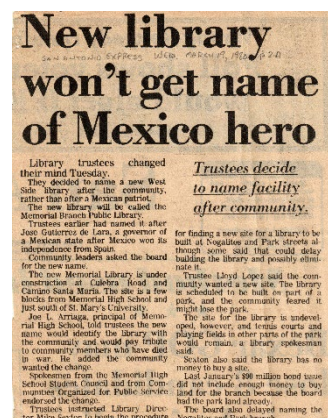 New library
SAN ANTONIO EXPRESS WED. MARCH 19, 1980
won't get name
of Mexico hero
Library trustees changed
their mind Tuesday.
They decided to name a new West
Side library after the community,
rather than after a Mexican patriot.
The new library will be called the
Memorial Branch Public Library.
Trustees earlier had named it after
Jose Gutierrez de Lara, a governor of
a Mexican state after Mexico won its
independence from Spain.
Community leaders asked the board
for the new name.
The new Memorial Library is under
construction at Culebra Road and
Camino Santa Maria. The site is a few
blocks from Memorial High School and
just south of St. Mary's University.
Joe L. Arriaga, principal of Memo-
rial High School, told trustees the new
name would identify the library with
the community and would pay tribute
to community members who have died
in war. He added the community
wanted the change.
Spokesmen from the Memorial High
School Student Council and from Com-
munities Organized for Public Service
endorsed the change.
Trustees instructed Library Direc-
Trustees decide
to name facility
after community.
for finding a new site for a library to be
built at Nogalitos and Park streets al-
though some said that could delay
building the library and possibly elimi-
nate it.
Trustee Lloyd Lopez said the com-
munity wanted a new site. The library
is scheduled to be built on part of a
park, and the community feared it
might lose the park.
The site for the library is undevel-
oped, however, and tennis courts and
playing fields in other parts of the park
would remain, a library spokesman
said.
Sexton also said the library has no
money to buy a site.
Last January's $90 million bond issue
did not include enough money to buy
land for the branch because the board
had the park land already.
The board also delayed naming the